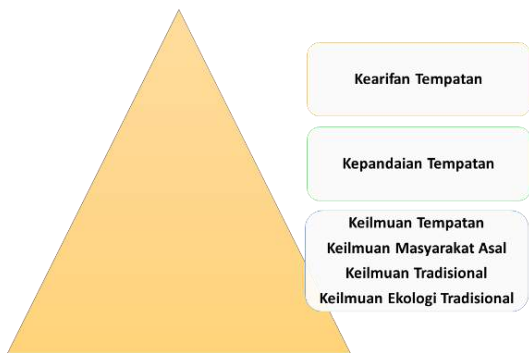 Kearifan Tempatan
Kepandaian Tempatan
Keilmuan Tempatan
Keilmuan Masyarakat Asal
Keilmuan Tradisional
Keilmuan Ekologi Tradisional